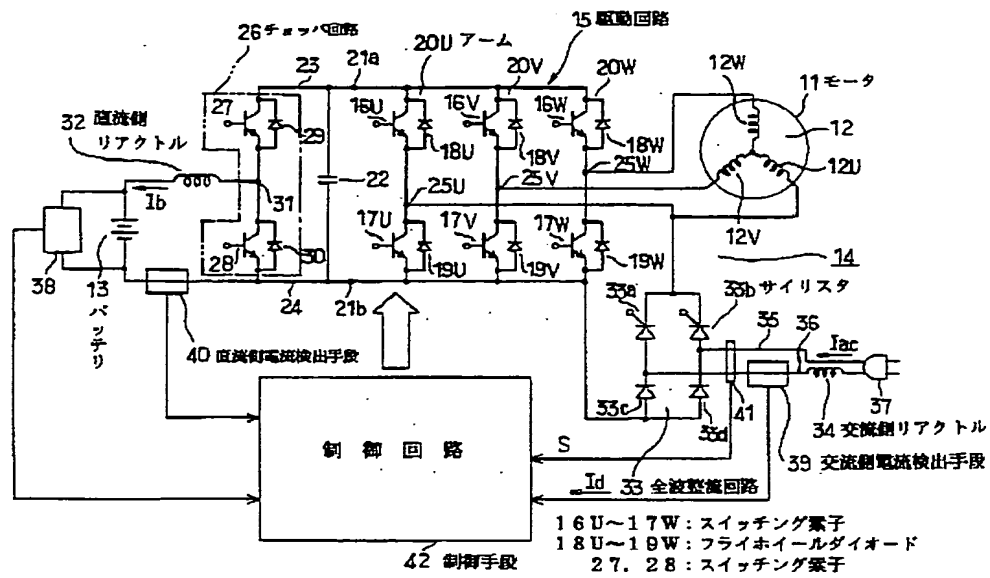 26 チョッパ回路
23
21a
20U アーム
15 駆動回路
20V
20W
12W
11 モータ
12
12U
12V
27
29
16U
16V
16W
18U
18V
18W
32 直流側
リアクトル
Ib
31
22
25U
25V
25W
14
38
13 バッテリ
28
30
17U
17V
17W
19U
19V
19W
24
21b
33a
33b サイリスタ
35
36
Iac
37
40 直流側電流検出手段
33c
33d
41
34 交流側リアクトル
39 交流側電流検出手段
制御回路
S
Id
33 全波整流回路
42 制御手段
16U～17W：スイッチング素子
18U～19W：フライホイールダイオード
27，28：スイッチング素子